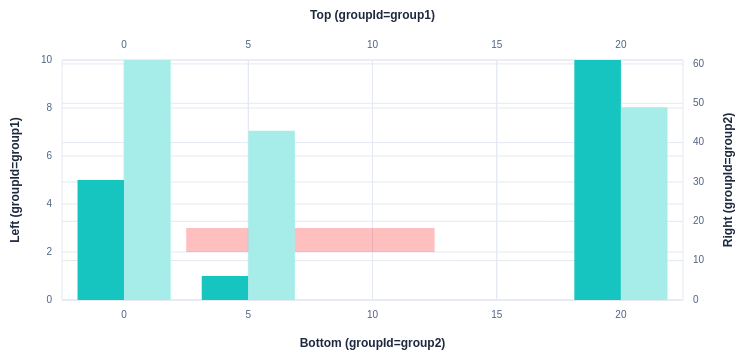 Top (groupId=group1)
0 5 10 15 20
Left (groupId=group1)
10
8
6
4
2
0
60
50
40
30
20
10
0
Right (groupId=group2)
0 5 10 15 20
Bottom (groupId=group2)